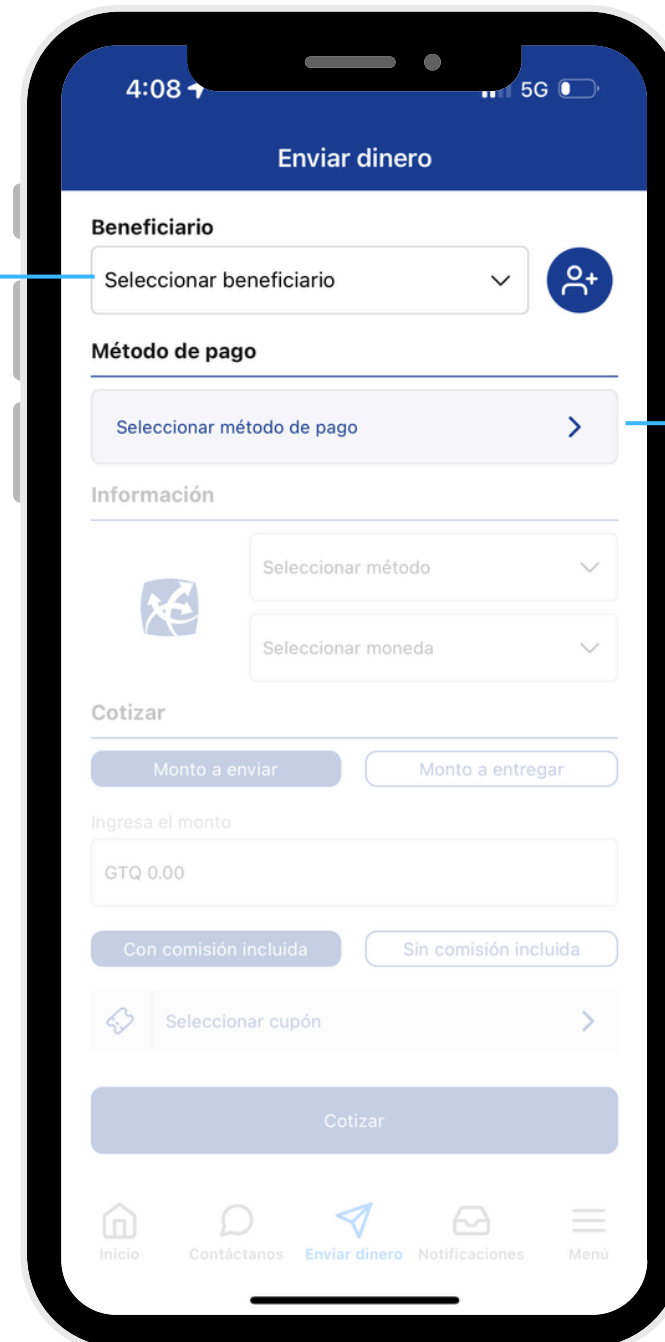 4:08
5G
Enviar dinero
Beneficiario
Seleccionar beneficiario
Método de pago
Seleccionar método de pago
Información
Seleccionar método
Seleccionar moneda
Cotizar
Monto a enviar
Monto a entregar
Ingresa el monto
GTQ 0.00
Con comisión incluida
Sin comisión incluida
Seleccionar cupón
Cotizar
Inicio
Contáctanos
Enviar dinero
Notificaciones
Menú